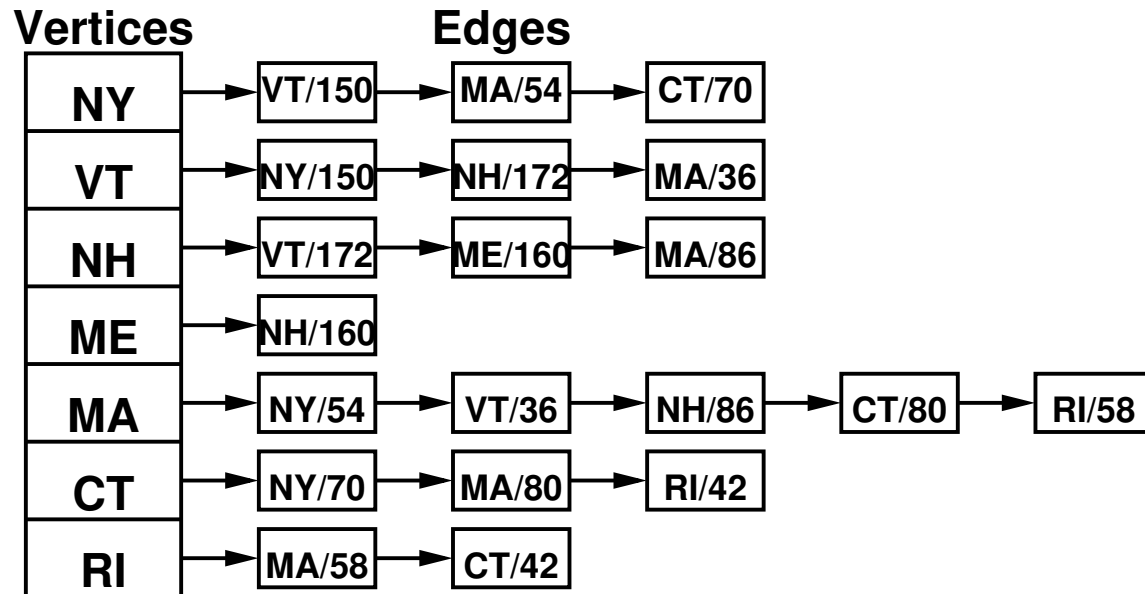 Vertices Edges
NY VT/150 MA/54 CT/70
VT NY/150 NH/172 MA/36
NH VT/172 ME/160 MA/86
ME NH/160
MA NY/54 VT/36 NH/86 CT/80 RI/58
CT NY/70 MA/80 RI/42
RI MA/58 CT/42